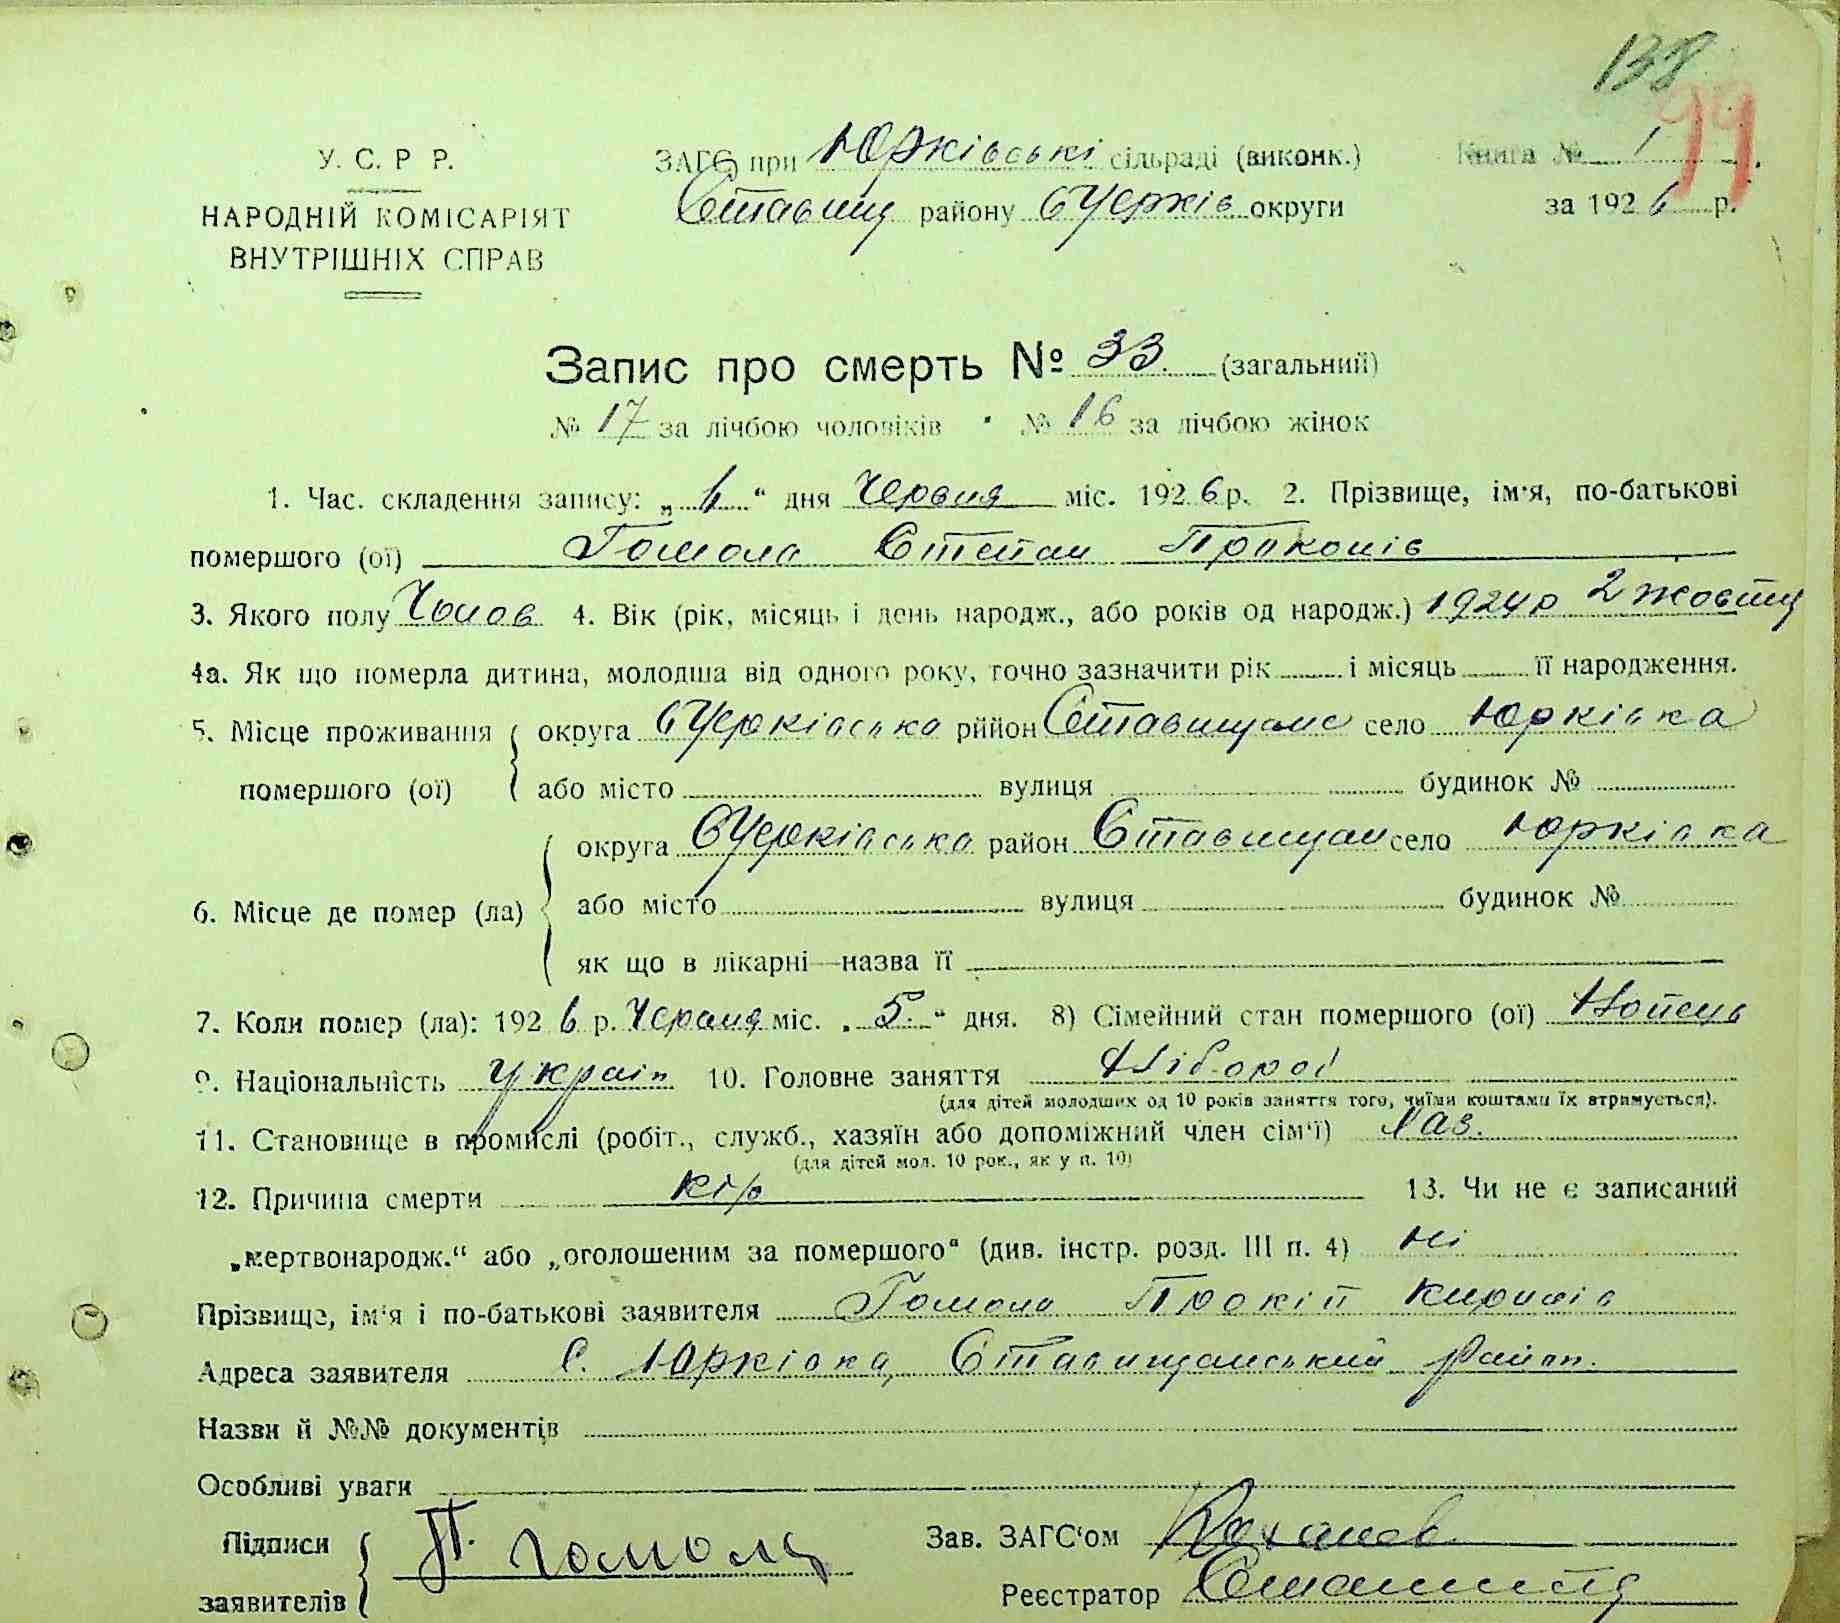 138
99
У. С. Р Р.
НАРОДНІЙ КОМІСАРІЯТ
ВНУТРІШНІХ СПРАВ
ЗАГС при Юрківські сільраді (виконк.)
Ставищ району БЦерків округи
Книга № 1
за 1926 р.
Запис про смерть № 33 (загальний)
№ 17 за лічбою чоловіків № 16 за лічбою жінок
1. Час. складення запису: „6“ дня Червня міс. 1926 р. 2. Прізвище, ім'я, по-батькові
помершого (ої) Гомола Степан Прокопів
3. Якого полу Чолов 4. Вік (рік, місяць і день народж., або років од народж.) 1924 р 2 жовтня
4а. Як що померла дитина, молодша від одного року, точно зазначити рік і місяць її народження.
5. Місце проживання округа БЦерківська рййон Ставищан село Юрківка
помершого (ої) або місто вулиця будинок №
округа БЦерківська район Ставищан село Юрківка
6. Місце де помер (ла) або місто вулиця будинок №
як що в лікарні—назва її
7. Коли помер (ла): 1926 р. Червня міс. „5.“ дня. 8) Сімейний стан помершого (ої)
9. Національність Україн 10. Головне заняття Хлібороб
(для дітей молодших од 10 років заняття того, чиїми коштами їх втримується).
11. Становище в промислі (робіт., служб., хазяїн або допоміжний член сім'ї) Хаз.
(для дітей мол. 10 рок., як у п. 10)
12. Причина смерти кір 13. Чи не є записаний
„мертвонародж.“ або „оголошеним за помершого“ (див. інстр. розд. III п. 4) Ні
Прізвище, ім'я і по-батькові заявителя Гомола Прокіп
Адреса заявителя С. Юрківка, Ставищанський район.
Назви й №№ документів
Особливі уваги
Підписи П. Гомола Зав. ЗАГС'ом
заявителів Реєстратор